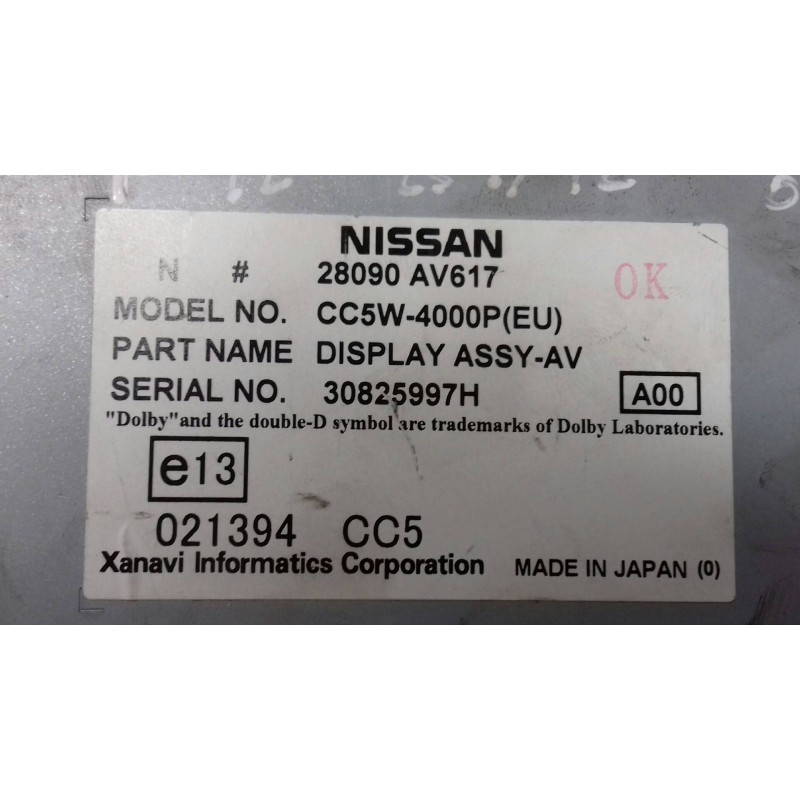 NISSAN
N # 28090 AV617
OK
MODEL NO. CC5W-4000P(EU)
PART NAME DISPLAY ASSY-AV
SERIAL NO. 30825997H A00
"Dolby"and the double-D symbol are trademarks of Dolby Laboratories.
e13
021394 CC5
Xanavi Informatics Corporation MADE IN JAPAN (0)